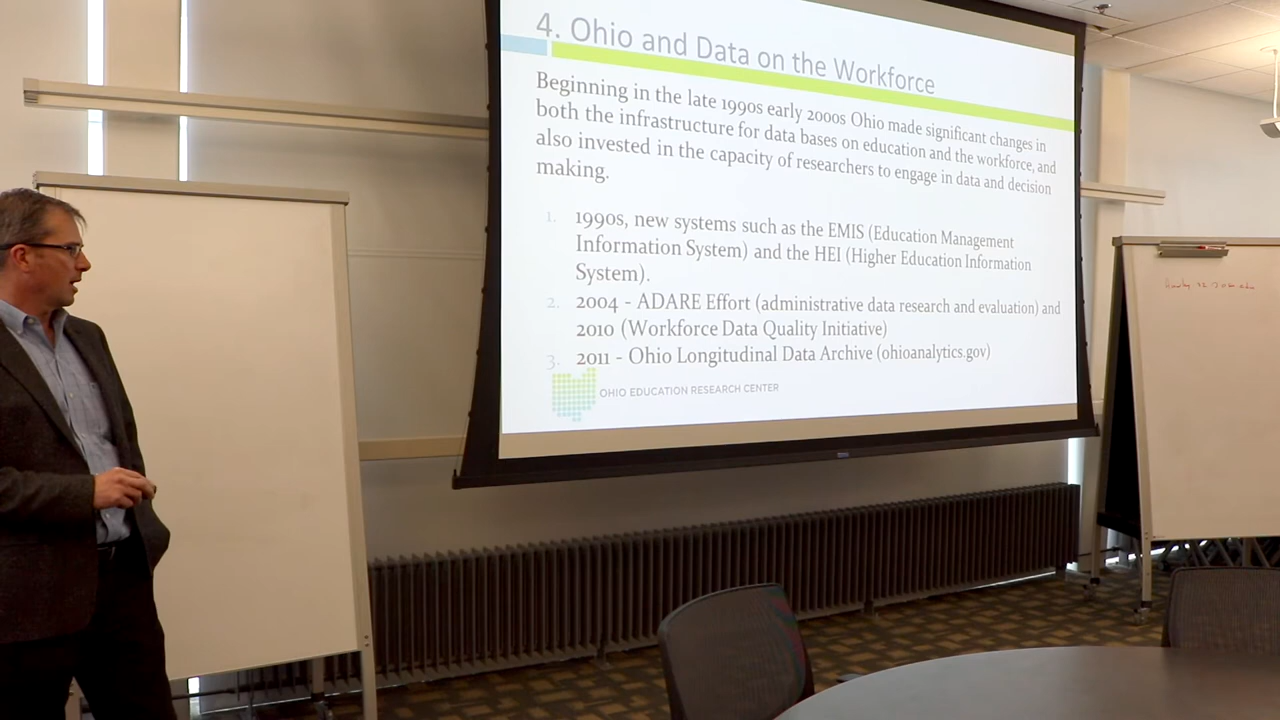 4. Ohio and Data on the Workforce
Beginning in the late 1990s early 2000s Ohio made significant changes in
both the infrastructure for data bases on education and the workforce, and
also invested in the capacity of researchers to engage in data and decision
making.
1. 1990s, new systems such as the EMIS (Education Management
Information System) and the HEI (Higher Education Information
System).
2. 2004 - ADARE Effort (administrative data research and evaluation) and
2010 (Workforce Data Quality Initiative)
3. 2011 - Ohio Longitudinal Data Archive (ohioanalytics.gov)
OHIO EDUCATION RESEARCH CENTER